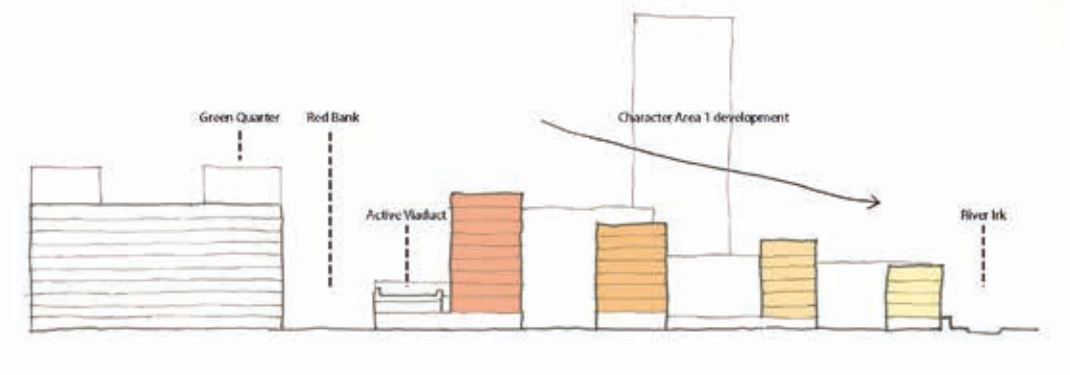 Green Quarter
Red Bank
Character Area 1 development
Active Viaduct
River Irk